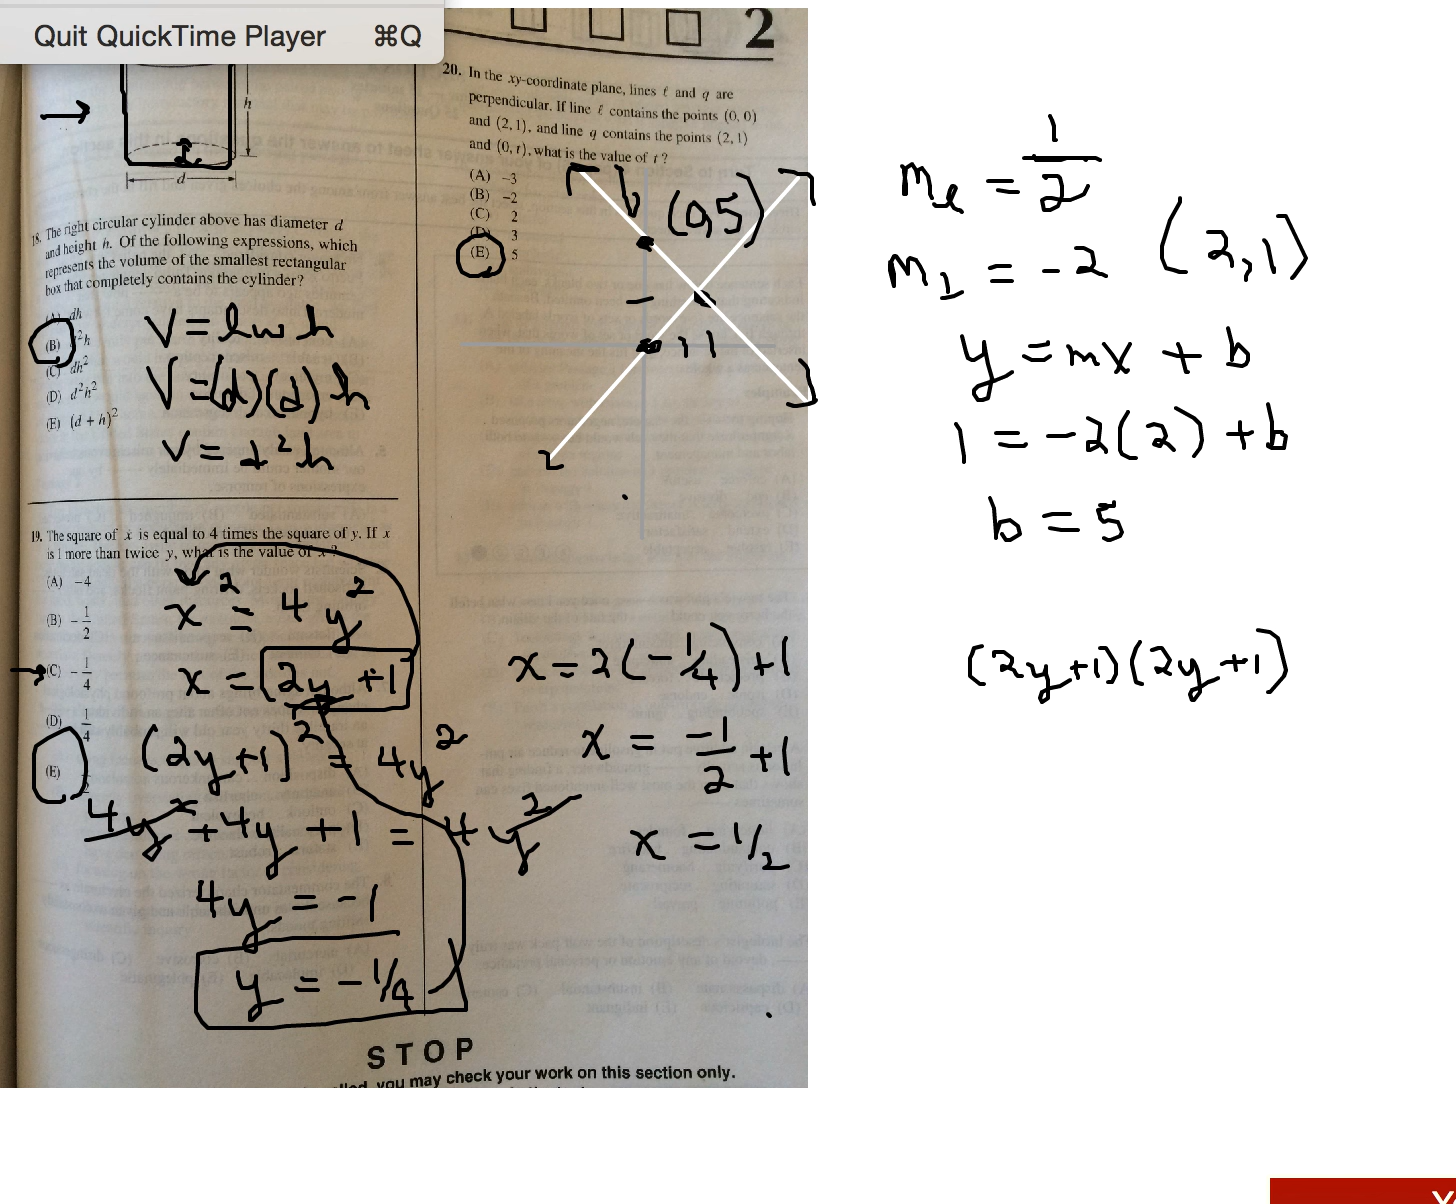 Quit QuickTime Player ⌘Q
2
h
d
18. The right circular cylinder above has diameter d
and height h. Of the following expressions, which
represents the volume of the smallest rectangular
box that completely contains the cylinder?
dh
(B)
(C) dh²
(D) d²h²
(E) (d + h)²
V = lwh
V = (d)(d) h
V = d²h
19. The square of x is equal to 4 times the square of y. If x
is 1 more than twice y, what is the value of x?
(A) −4
(B) −1/2
(C) −1/4
(D) 1/4
(E)
x² = 4y²
x = (2y + 1
(2y+1)² = 4y²
4y² + 4y + 1 = 4y²
4y = -1
y = -1/4
20. In the xy-coordinate plane, lines ℓ and q are
perpendicular. If line ℓ contains the points (0, 0)
and (2, 1), and line q contains the points (2, 1)
and (0, t), what is the value of t?
(A) −3
(B) −2
(C) 2
(D) 3
(E) 5
(0,5)
x = 2(-1/4) + 1
x = -1/2 + 1
x = 1/2
STOP
you may check your work on this section only.
mℓ = 1/2
m⊥ = -2 (2,1)
y = mx + b
1 = -2(2) + b
b = 5
(2y+1)(2y+1)